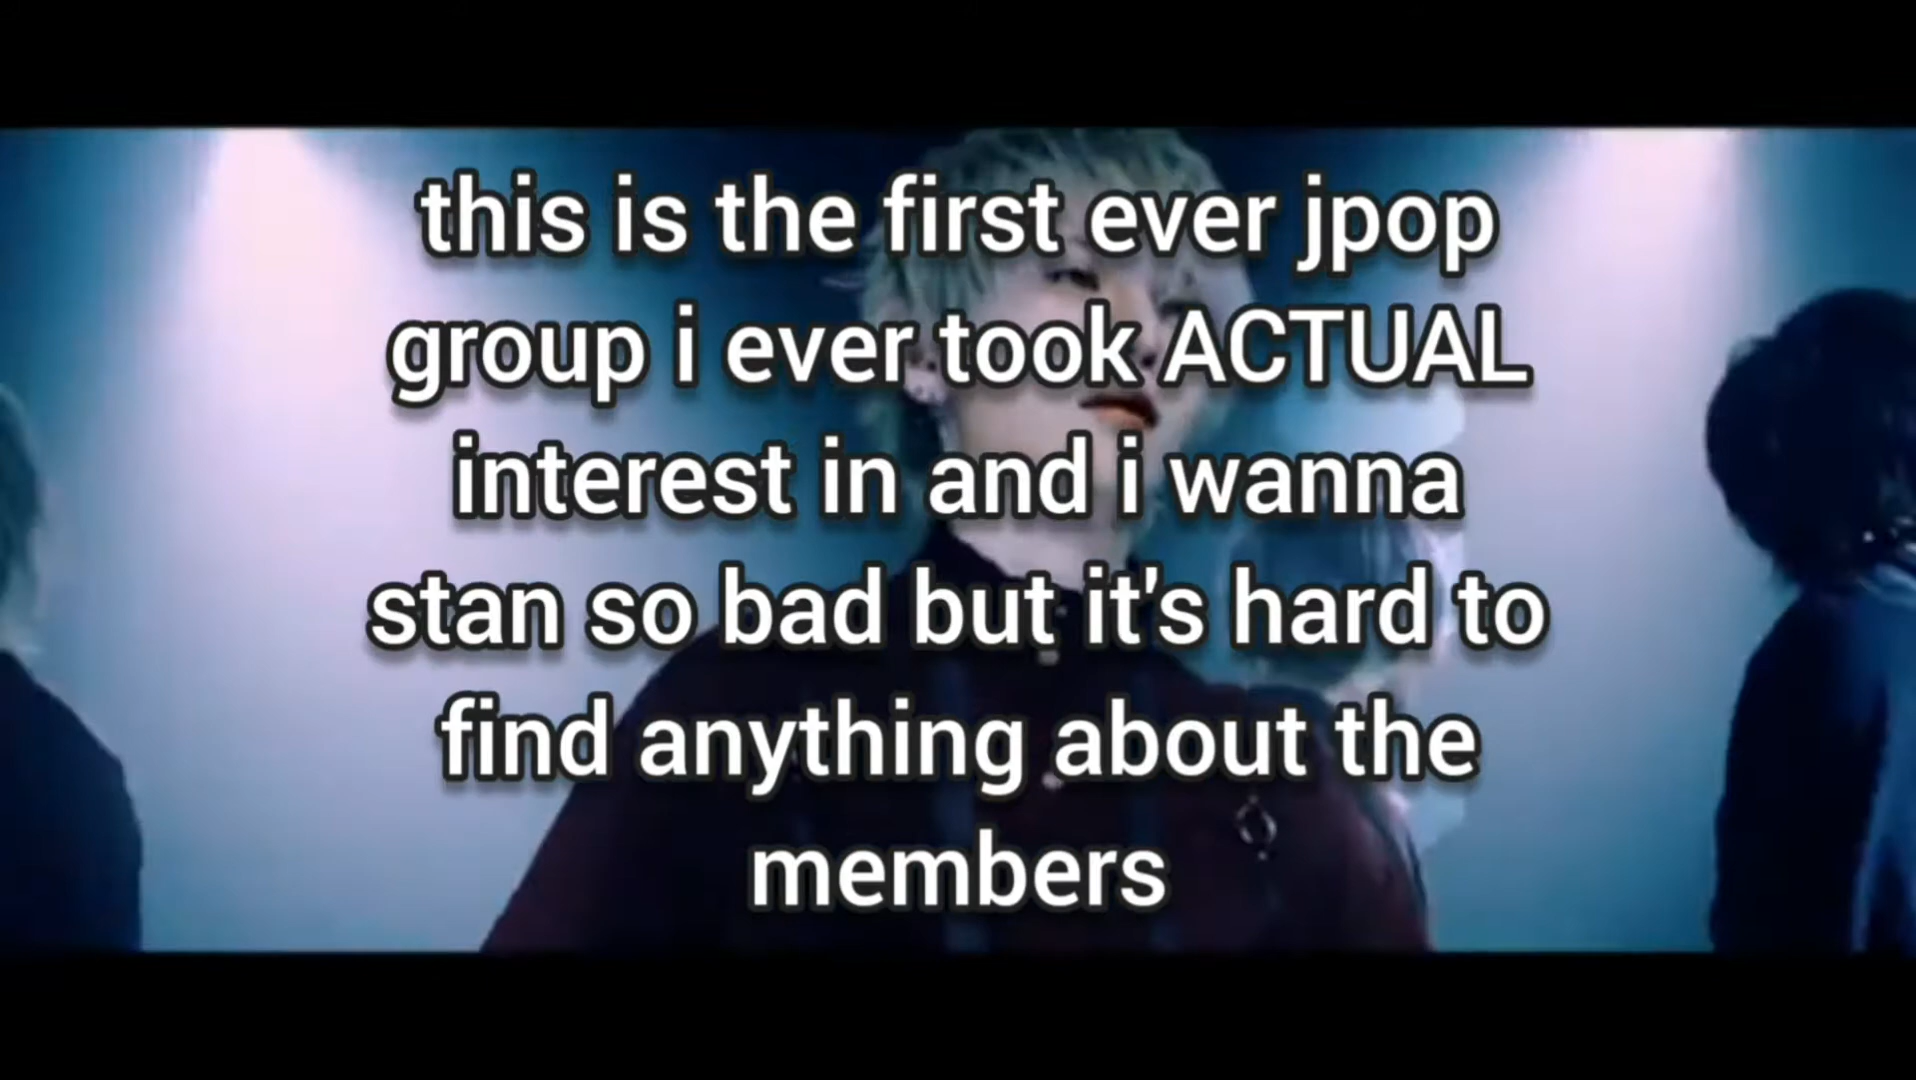 this is the first ever jpop
group i ever took ACTUAL
interest in and i wanna
stan so bad but it's hard to
find anything about the
members